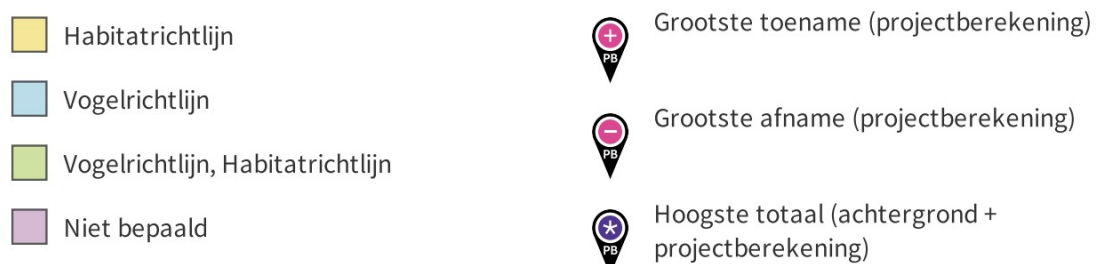 Habitatrichtlijn
Vogelrichtlijn
Vogelrichtlijn, Habitatrichtlijn
Niet bepaald
+
PB
Grootste toename (projectberekening)
−
PB
Grootste afname (projectberekening)
*
PB
Hoogste totaal (achtergrond +
projectberekening)